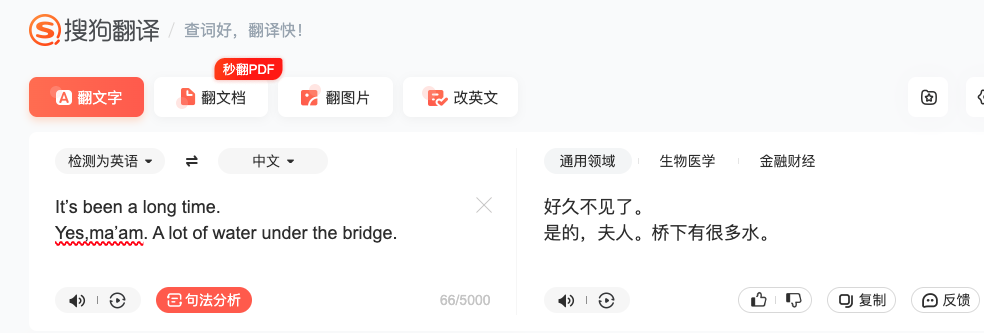 搜狗翻译 / 查词好，翻译快！
秒翻PDF
翻文字 翻文档 翻图片 改英文
检测为英语 中文 通用领域 生物医学 金融财经
It's been a long time.
Yes,ma'am. A lot of water under the bridge.
好久不见了。
是的，夫人。桥下有很多水。
句法分析 66/5000 复制 反馈